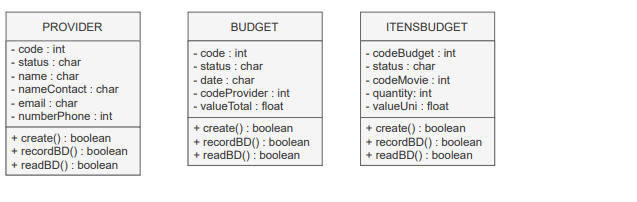 PROVIDER
- code : int
- status : char
- name : char
- nameContact : char
- email : char
- numberPhone : int
+ create() : boolean
+ recordBD() : boolean
+ readBD() : boolean
BUDGET
- code : int
- status : char
- date : char
- codeProvider : int
- valueTotal : float
+ create() : boolean
+ recordBD() : boolean
+ readBD() : boolean
ITENSBUDGET
- codeBudget : int
- status : char
- codeMovie : int
- quantity: int
- valueUni : float
+ create() : boolean
+ recordBD() : boolean
+ readBD() : boolean